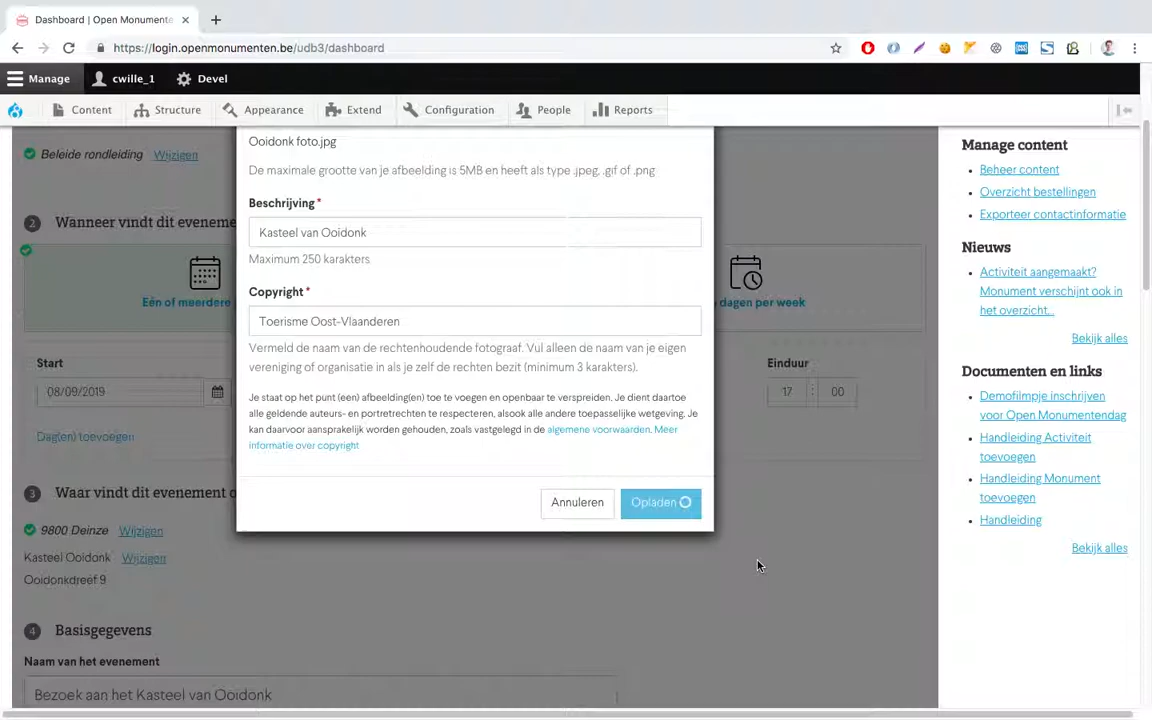 Dashboard | Open Monumente
https://login.openmonumenten.be/udb3/dashboard
Manage cwille_1 Devel
Content Structure Appearance Extend Configuration People Reports
Ooidonk foto.jpg
De maximale grootte van je afbeelding is 5MB en heeft als type .jpeg, .gif of .png
Beschrijving *
Kasteel van Ooidonk
Maximum 250 karakters
Copyright *
Toerisme Oost-Vlaanderen
Vermeld de naam van de rechtenhoudende fotograaf. Vul alleen de naam van je eigen
vereniging of organisatie in als je zelf de rechten bezit (minimum 3 karakters).
Je staat op het punt (een) afbeelding(en) toe te voegen en openbaar te verspreiden. Je dient daartoe
alle geldende auteurs- en portretrechten te respecteren, alsook alle andere toepasselijke wetgeving. Je
kan daarvoor aansprakelijk worden gehouden, zoals vastgelegd in de algemene voorwaarden. Meer
informatie over copyright
Annuleren Opladen
Beleide rondleiding Wijzigen
2 Wanneer vindt dit eveneme
Eén of meerdere
dagen per week
Start
08/09/2019
Einduur
17 : 00
Dag(en) toevoegen
3 Waar vindt dit evenement o
9800 Deinze Wijzigen
Kasteel Ooidonk Wijzigen
Ooidonkdreef 9
4 Basisgegevens
Naam van het evenement
Bezoek aan het Kasteel van Ooidonk
Manage content
Beheer content
Overzicht bestellingen
Exporteer contactinformatie
Nieuws
Activiteit aangemaakt?
Monument verschijnt ook in
het overzicht...
Bekijk alles
Documenten en links
Demofilmpje inschrijven
voor Open Monumentendag
Handleiding Activiteit
toevoegen
Handleiding Monument
toevoegen
Handleiding
Bekijk alles